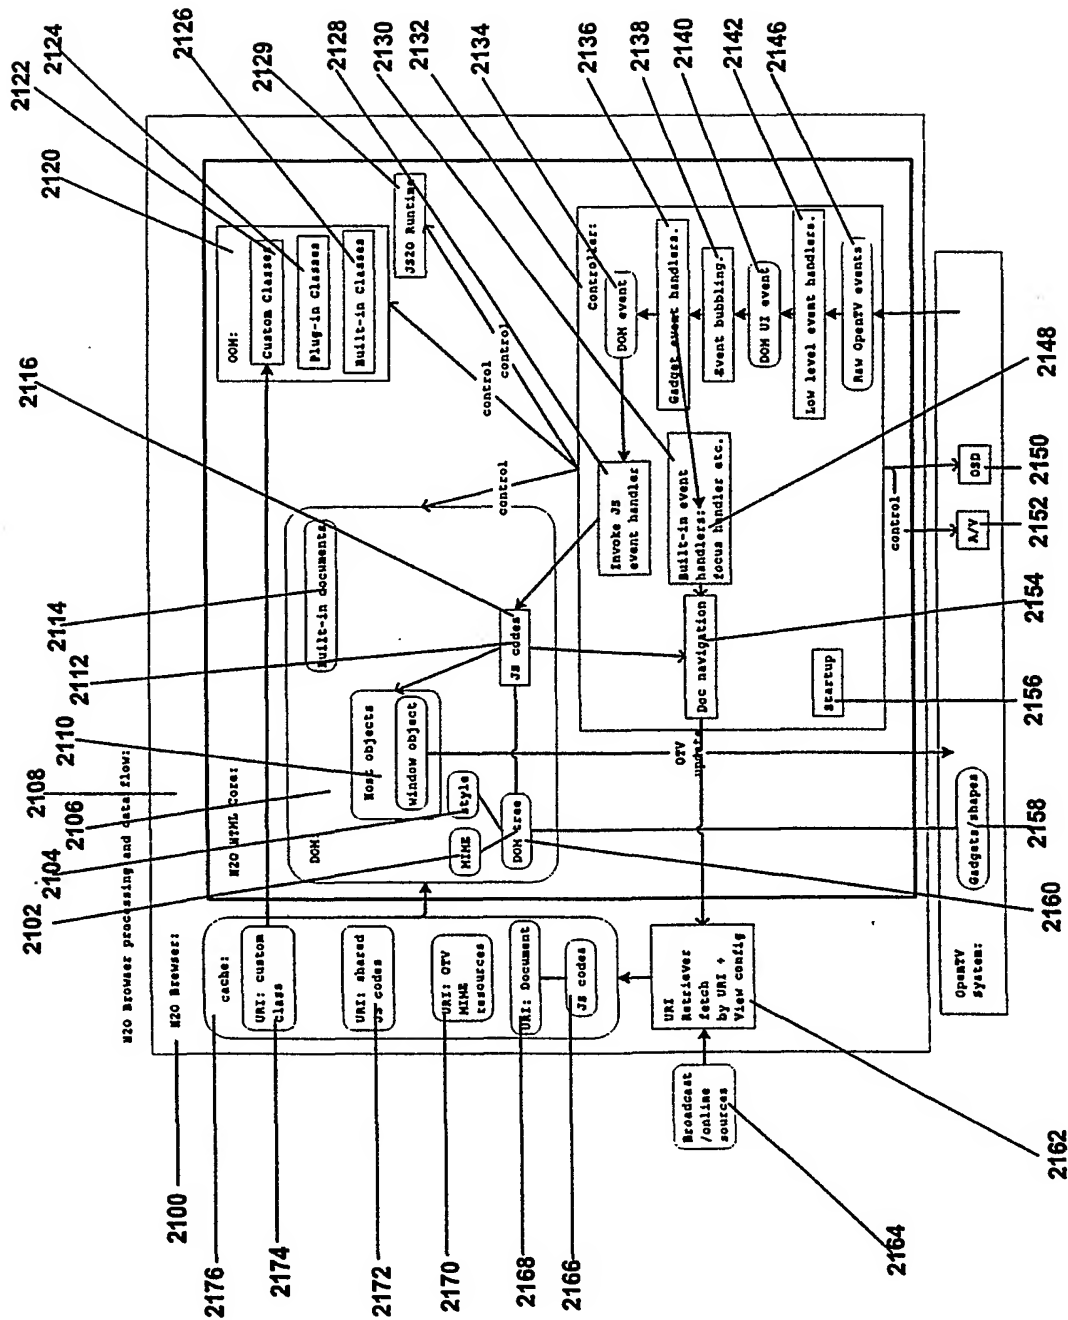 H2O Browser processing and data flow:
H2O Browser:
cache:
URI: custom
class
URI: shared
JS codes
URI: OTV
MIME
resources
URI: Document
JS codes
URI
Retriever
fetch
by URI +
View config
Broadcast
/online
sources
H2O HTML Core:
DOM:
MIME
style
DOM tree
Host objects
window object
JS codes
Built-in documents
OOM:
Custom Classes
Plug-in Classes
Built-in Classes
JS2O Runtime
control
control
control
Controller:
DOM event
Gadget event handlers.
Event bubbling.
DOM UI event
Low level event handlers.
Raw OpenTV events
Invoke JS
event handler
Built-in event
handlers:
focus handler etc.
Doc navigation
Startup
OTV
update
control
OpenTV
System:
Gadgets/shapes
A/V
OSD
2100
2102
2104
2106
2108
2110
2112
2114
2116
2120
2122
2124
2126
2129
2128
2130
2132
2134
2136
2138
2140
2142
2146
2148
2150
2152
2154
2156
2158
2160
2162
2164
2166
2168
2170
2172
2174
2176